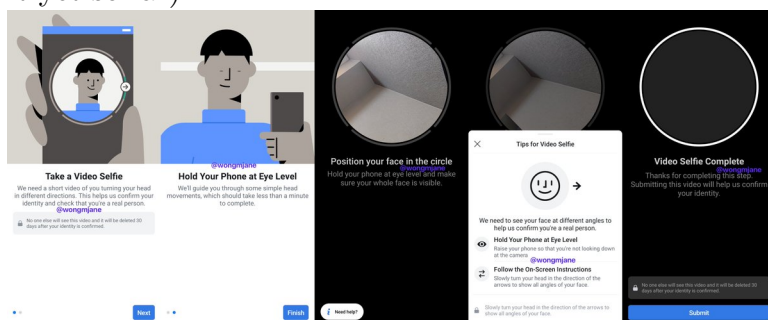 Take a Video Selfie
We need a short video of you turning your head
in different directions. This helps us confirm your
identity and check that you're a real person.
@wongmjane
No one else will see this video and it will be deleted 30
days after your identity is confirmed.
Next
@wongmjane
Hold Your Phone at Eye Level
We'll guide you through some simple head
movements, which should take less than a minute
to complete.
Finish
Position your face in the circle
@wongmjane
Hold your phone at eye level and make
sure your whole face is visible.
Need help?
Tips for Video Selfie
We need to see your face at different angles to
help us confirm you're a real person.
Hold Your Phone at Eye Level
Raise your phone so that you're not looking down
at the camera
@wongmjane
Follow the On-Screen Instructions
Slowly turn your head in the direction of the
arrows to show all angles of your face.
Slowly turn your head in the direction of the arrows to
show all angles of your face.
Video Selfie Complete
@wongmjane
Thanks for completing this step.
Submitting this video will help us confirm
your identity.
No one else will see this video and it will be deleted 30
days after your identity is confirmed.
Submit